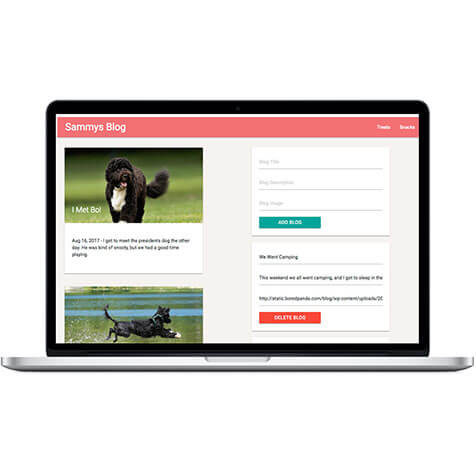 Sammys Blog
Treats Snacks
I Met Bo!
Aug 16, 2017 - I got to meet the presidents dog the other
day. He was kind of snooty, but we had a good time
playing.
Blog Title
Blog Description
Blog Image
ADD BLOG
We Went Camping
This weekend we all went camping, and I got to sleep in the
http://static.boredpanda.com/blog/wp-content/uploads/20
DELETE BLOG